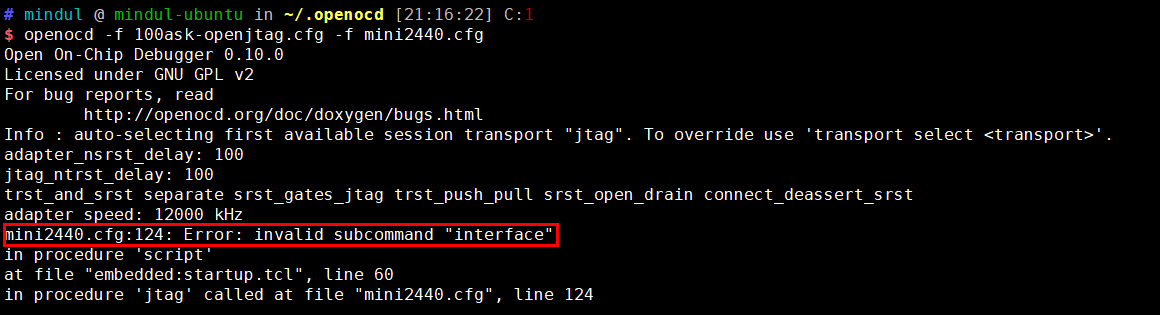 # mindul @ mindul-ubuntu in ~/.openocd [21:16:22] C:1
$ openocd -f 100ask-openjtag.cfg -f mini2440.cfg
Open On-Chip Debugger 0.10.0
Licensed under GNU GPL v2
For bug reports, read
        http://openocd.org/doc/doxygen/bugs.html
Info : auto-selecting first available session transport "jtag". To override use 'transport select <transport>'.
adapter_nsrst_delay: 100
jtag_ntrst_delay: 100
trst_and_srst separate srst_gates_jtag trst_push_pull srst_open_drain connect_deassert_srst
adapter speed: 12000 kHz
mini2440.cfg:124: Error: invalid subcommand "interface"
in procedure 'script'
at file "embedded:startup.tcl", line 60
in procedure 'jtag' called at file "mini2440.cfg", line 124